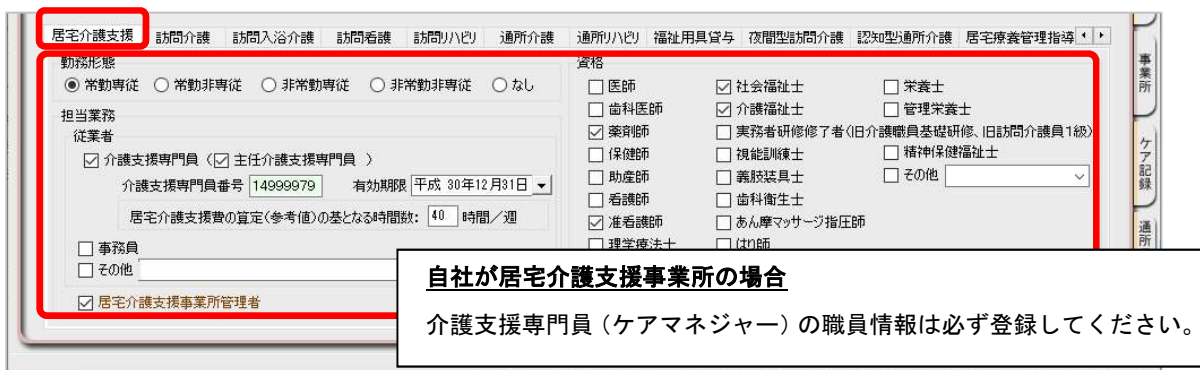 居宅介護支援 訪問介護 訪問入浴介護 訪問看護 訪問リハビリ 通所介護 通所リハビリ 福祉用具貸与 夜間型訪問介護 認知型通所介護 居宅療養管理指導
勤務形態
常勤専従 常勤非専従 非常勤専従 非常勤非専従 なし
担当業務
従業者
介護支援専門員 (主任介護支援専門員 )
介護支援専門員番号 14999979 有効期限 平成 30年12月31日
居宅介護支援費の算定(参考値)の基となる時間数: 40 時間/週
事務員
その他
居宅介護支援事業所管理者
資格
医師 社会福祉士 栄養士
歯科医師 介護福祉士 管理栄養士
薬剤師 実務者研修修了者(旧介護職員基礎研修、旧訪問介護員1級)
保健師 視能訓練士 精神保健福祉士
助産師 義肢装具士 その他
看護師 歯科衛生士
准看護師 あん摩マッサージ指圧師
理学療法士 はり師
事業所
ケア記録
通所
自社が居宅介護支援事業所の場合
介護支援専門員(ケアマネジャー)の職員情報は必ず登録してください。